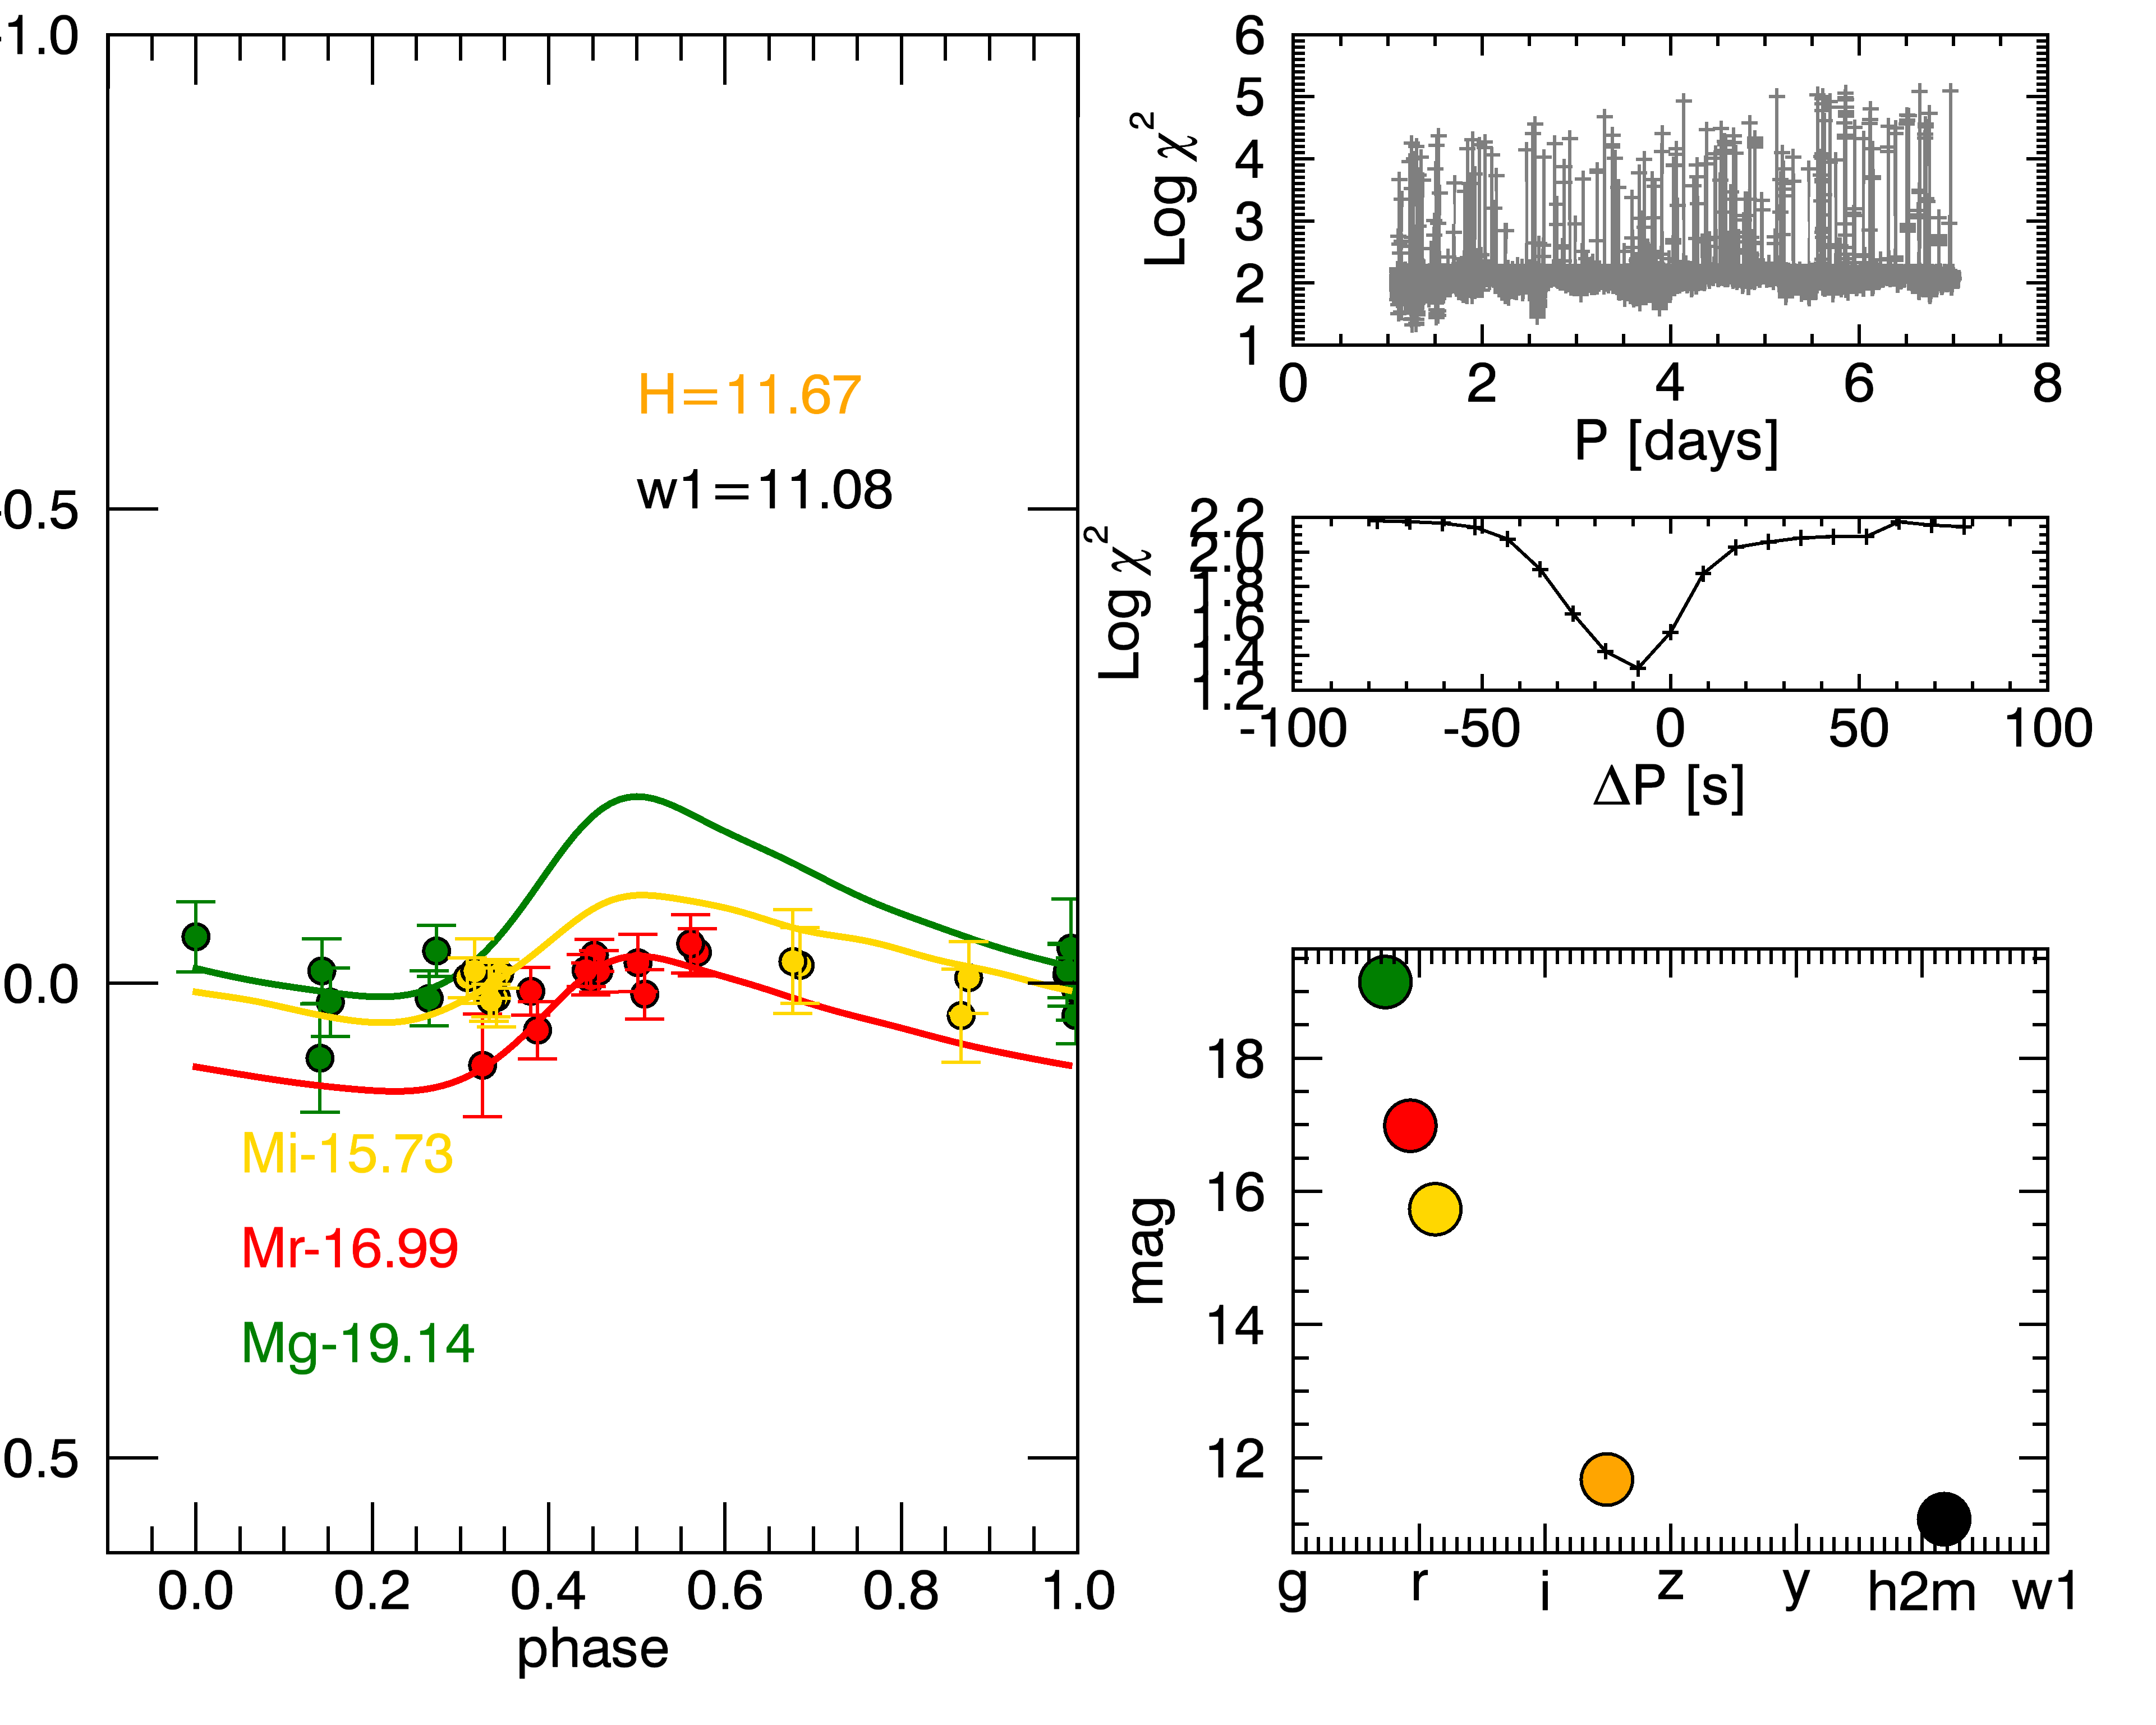 -1.0
-0.5
0.0
0.5
H=11.67
w1=11.08
Mi-15.73
Mr-16.99
Mg-19.14
0.0 0.2 0.4 0.6 0.8 1.0
phase
Log χ²
6
5
4
3
2
1
0 2 4 6 8
P [days]
Log χ²
2.2
2.0
1.8
1.6
1.4
1.2
-100 -50 0 50 100
ΔP [s]
mag
18
16
14
12
g r i z y h2m w1